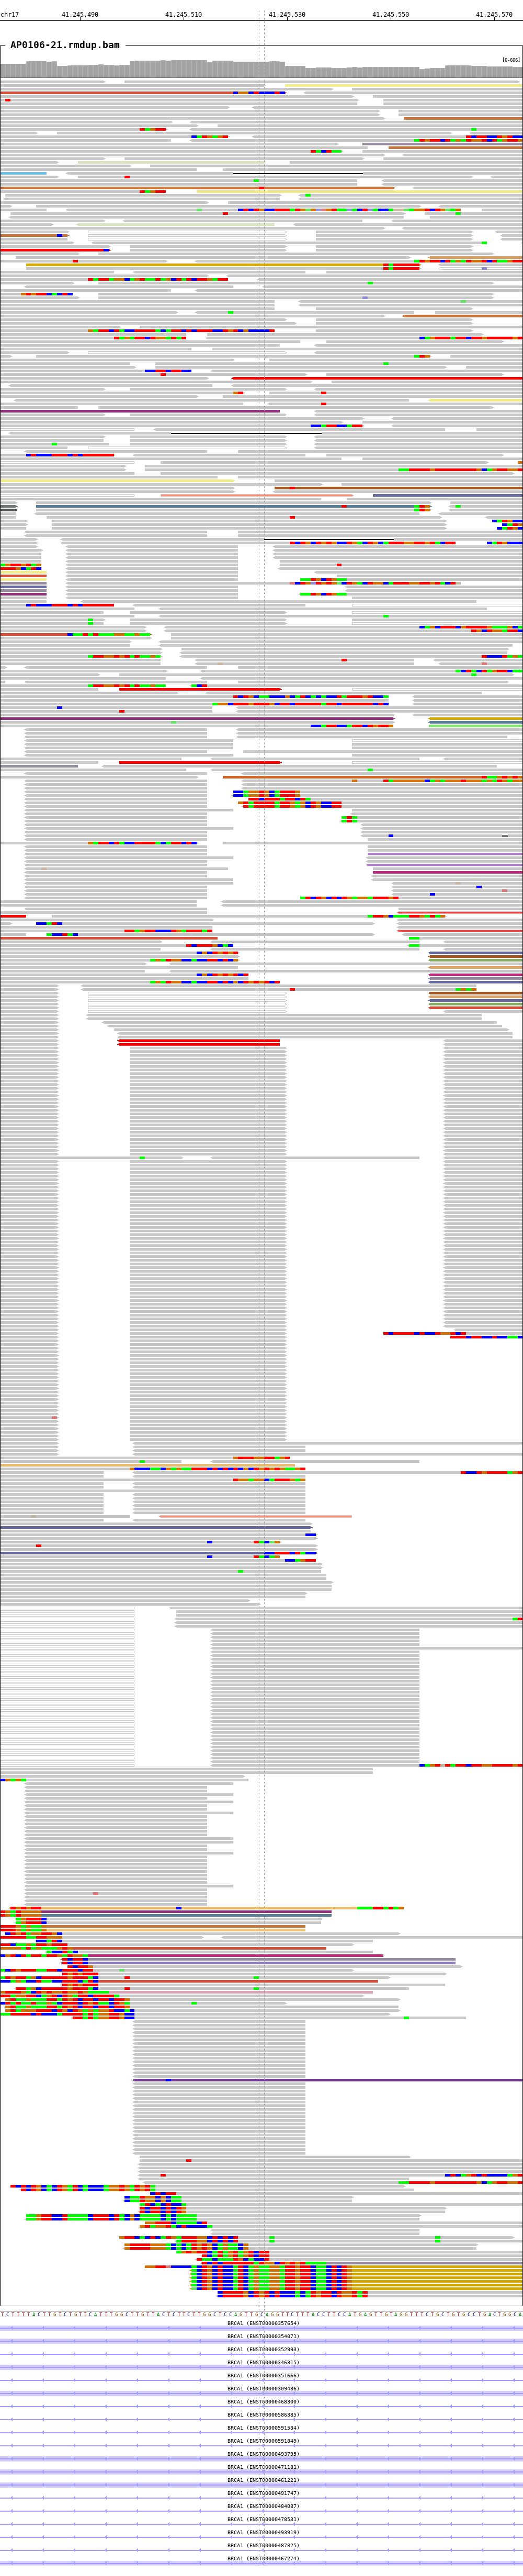 chr17 41,245,490 41,245,510 41,245,530 41,245,550 41,245,570
AP0106-21.rmdup.bam
[0-606]
TCTTTTACTTGTCTGTTCATTTGGCTTGTTACTCTTCTTGGCTCCAGTTGCAGGTTCTTTACCTTCCATGAGTTGTAGGTTTCTGCTGTGCCTGACTGGCA
BRCA1 (ENST00000357654)
BRCA1 (ENST00000354071)
BRCA1 (ENST00000352993)
BRCA1 (ENST00000346315)
BRCA1 (ENST00000351666)
BRCA1 (ENST00000309486)
BRCA1 (ENST00000468300)
BRCA1 (ENST00000586385)
BRCA1 (ENST00000591534)
BRCA1 (ENST00000591849)
BRCA1 (ENST00000493795)
BRCA1 (ENST00000471181)
BRCA1 (ENST00000461221)
BRCA1 (ENST00000491747)
BRCA1 (ENST00000484087)
BRCA1 (ENST00000478531)
BRCA1 (ENST00000493919)
BRCA1 (ENST00000487825)
BRCA1 (ENST00000467274)